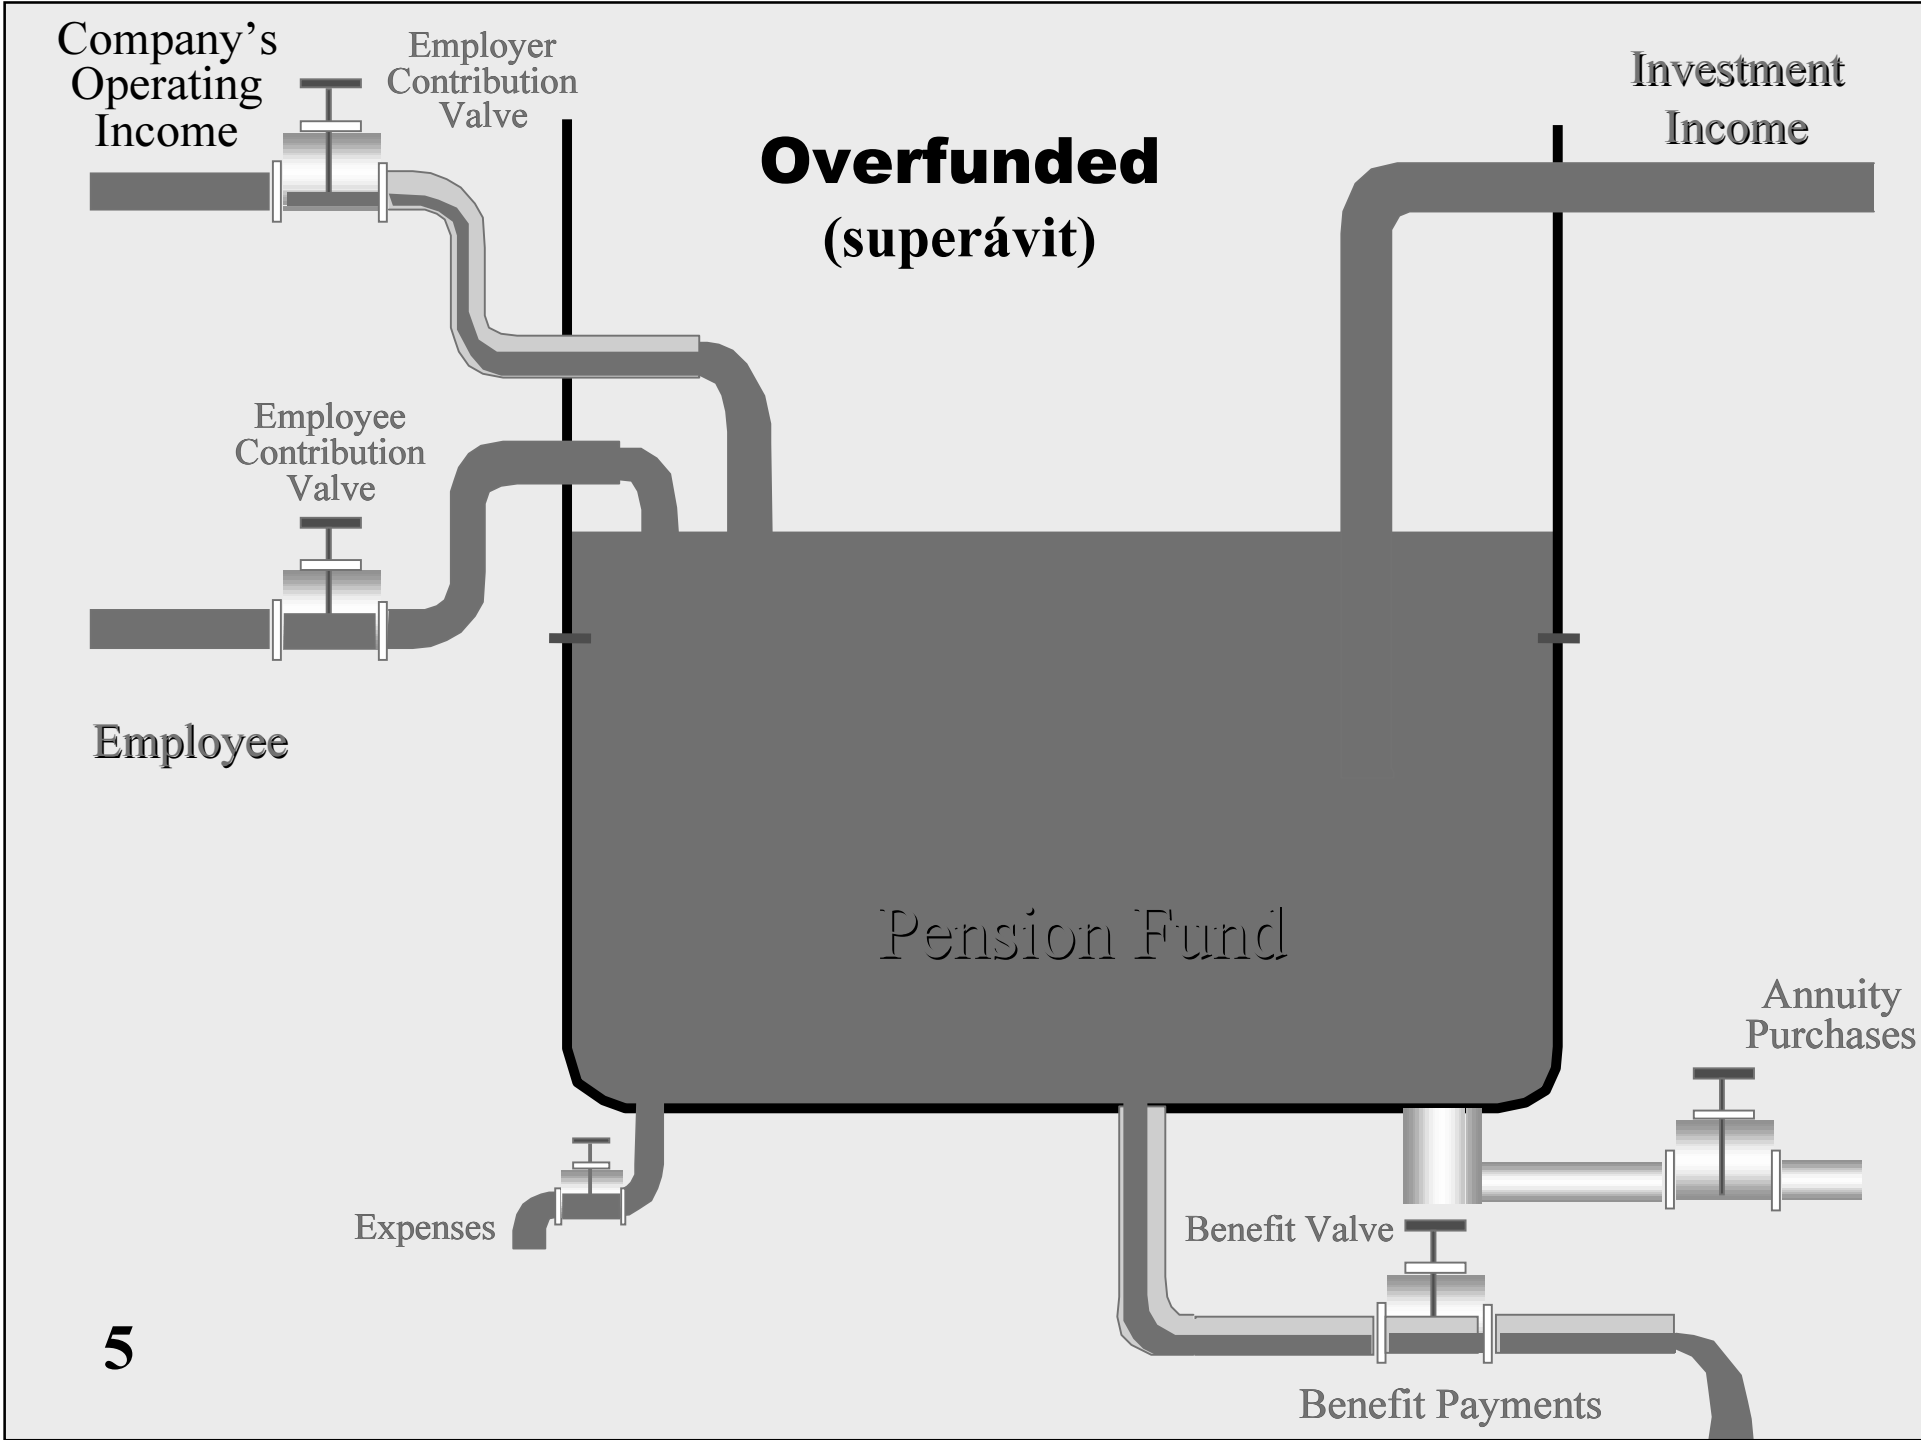 Company’s
Operating
Income
Employer
Contribution
Valve
Overfunded
(superávit)
Investment
Income
Employee
Contribution
Valve
Employee
Pension Fund
Annuity
Purchases
Expenses
Benefit Valve
Benefit Payments
5